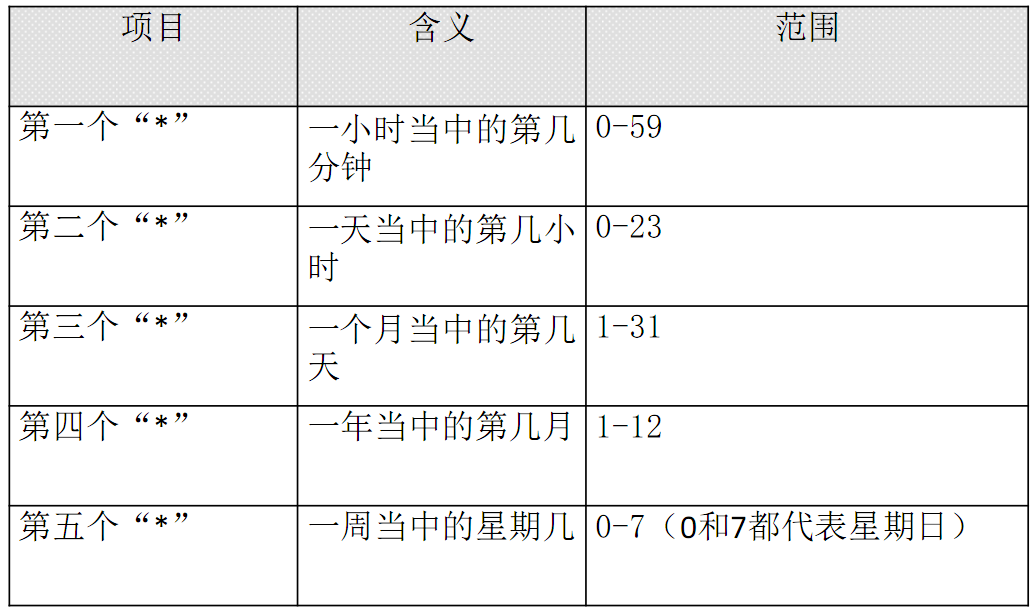 项目 含义 范围
第一个“*” 一小时当中的第几分钟 0-59
第二个“*” 一天当中的第几小时 0-23
第三个“*” 一个月当中的第几天 1-31
第四个“*” 一年当中的第几月 1-12
第五个“*” 一周当中的星期几 0-7（0和7都代表星期日）